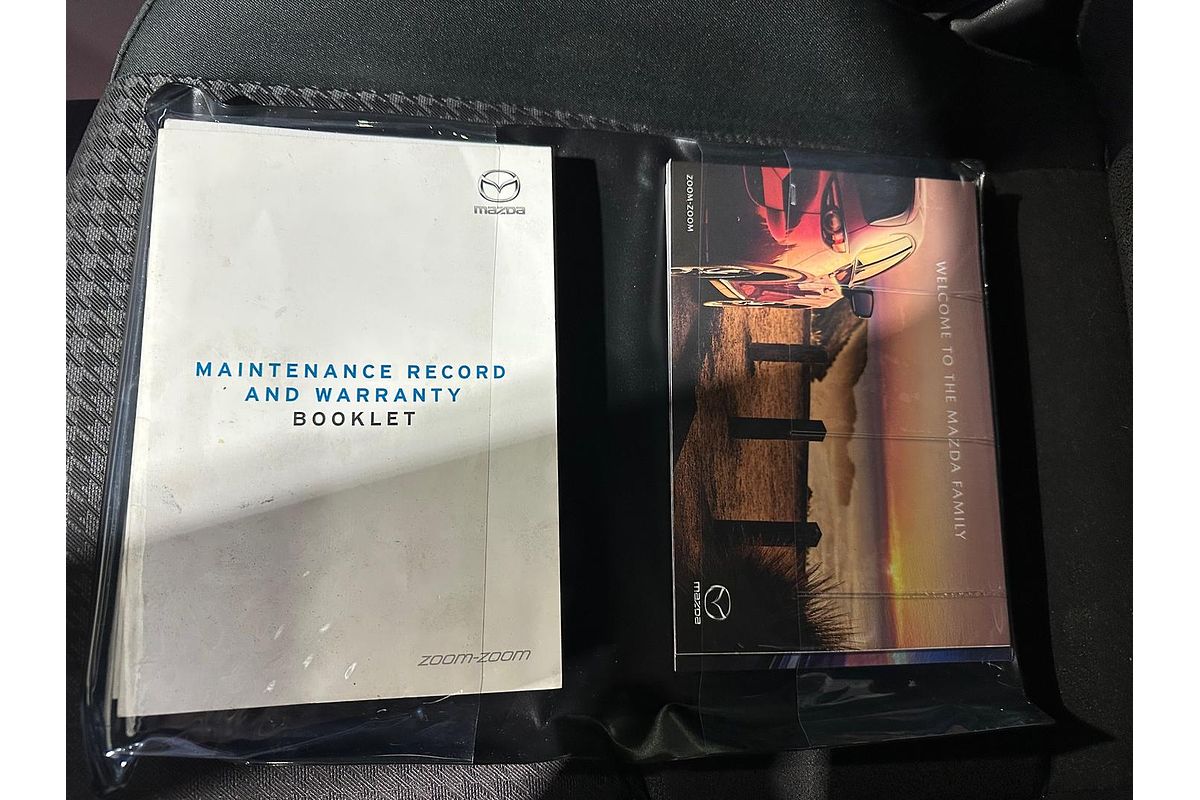 mazda
MAINTENANCE RECORD
AND WARRANTY
BOOKLET
zoom-zoom
ZOOM-ZOOM
WELCOME TO THE MAZDA FAMILY
mazda